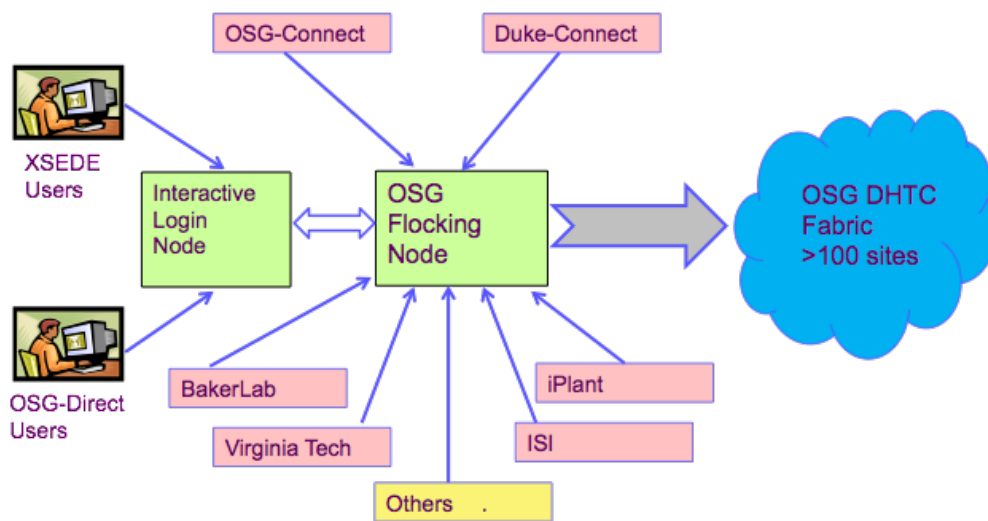 OSG-Connect
Duke-Connect
XSEDE
Users
Interactive
Login
Node
OSG
Flocking
Node
OSG DHTC
Fabric
>100 sites
OSG-Direct
Users
BakerLab
iPlant
Virginia Tech
ISI
Others .